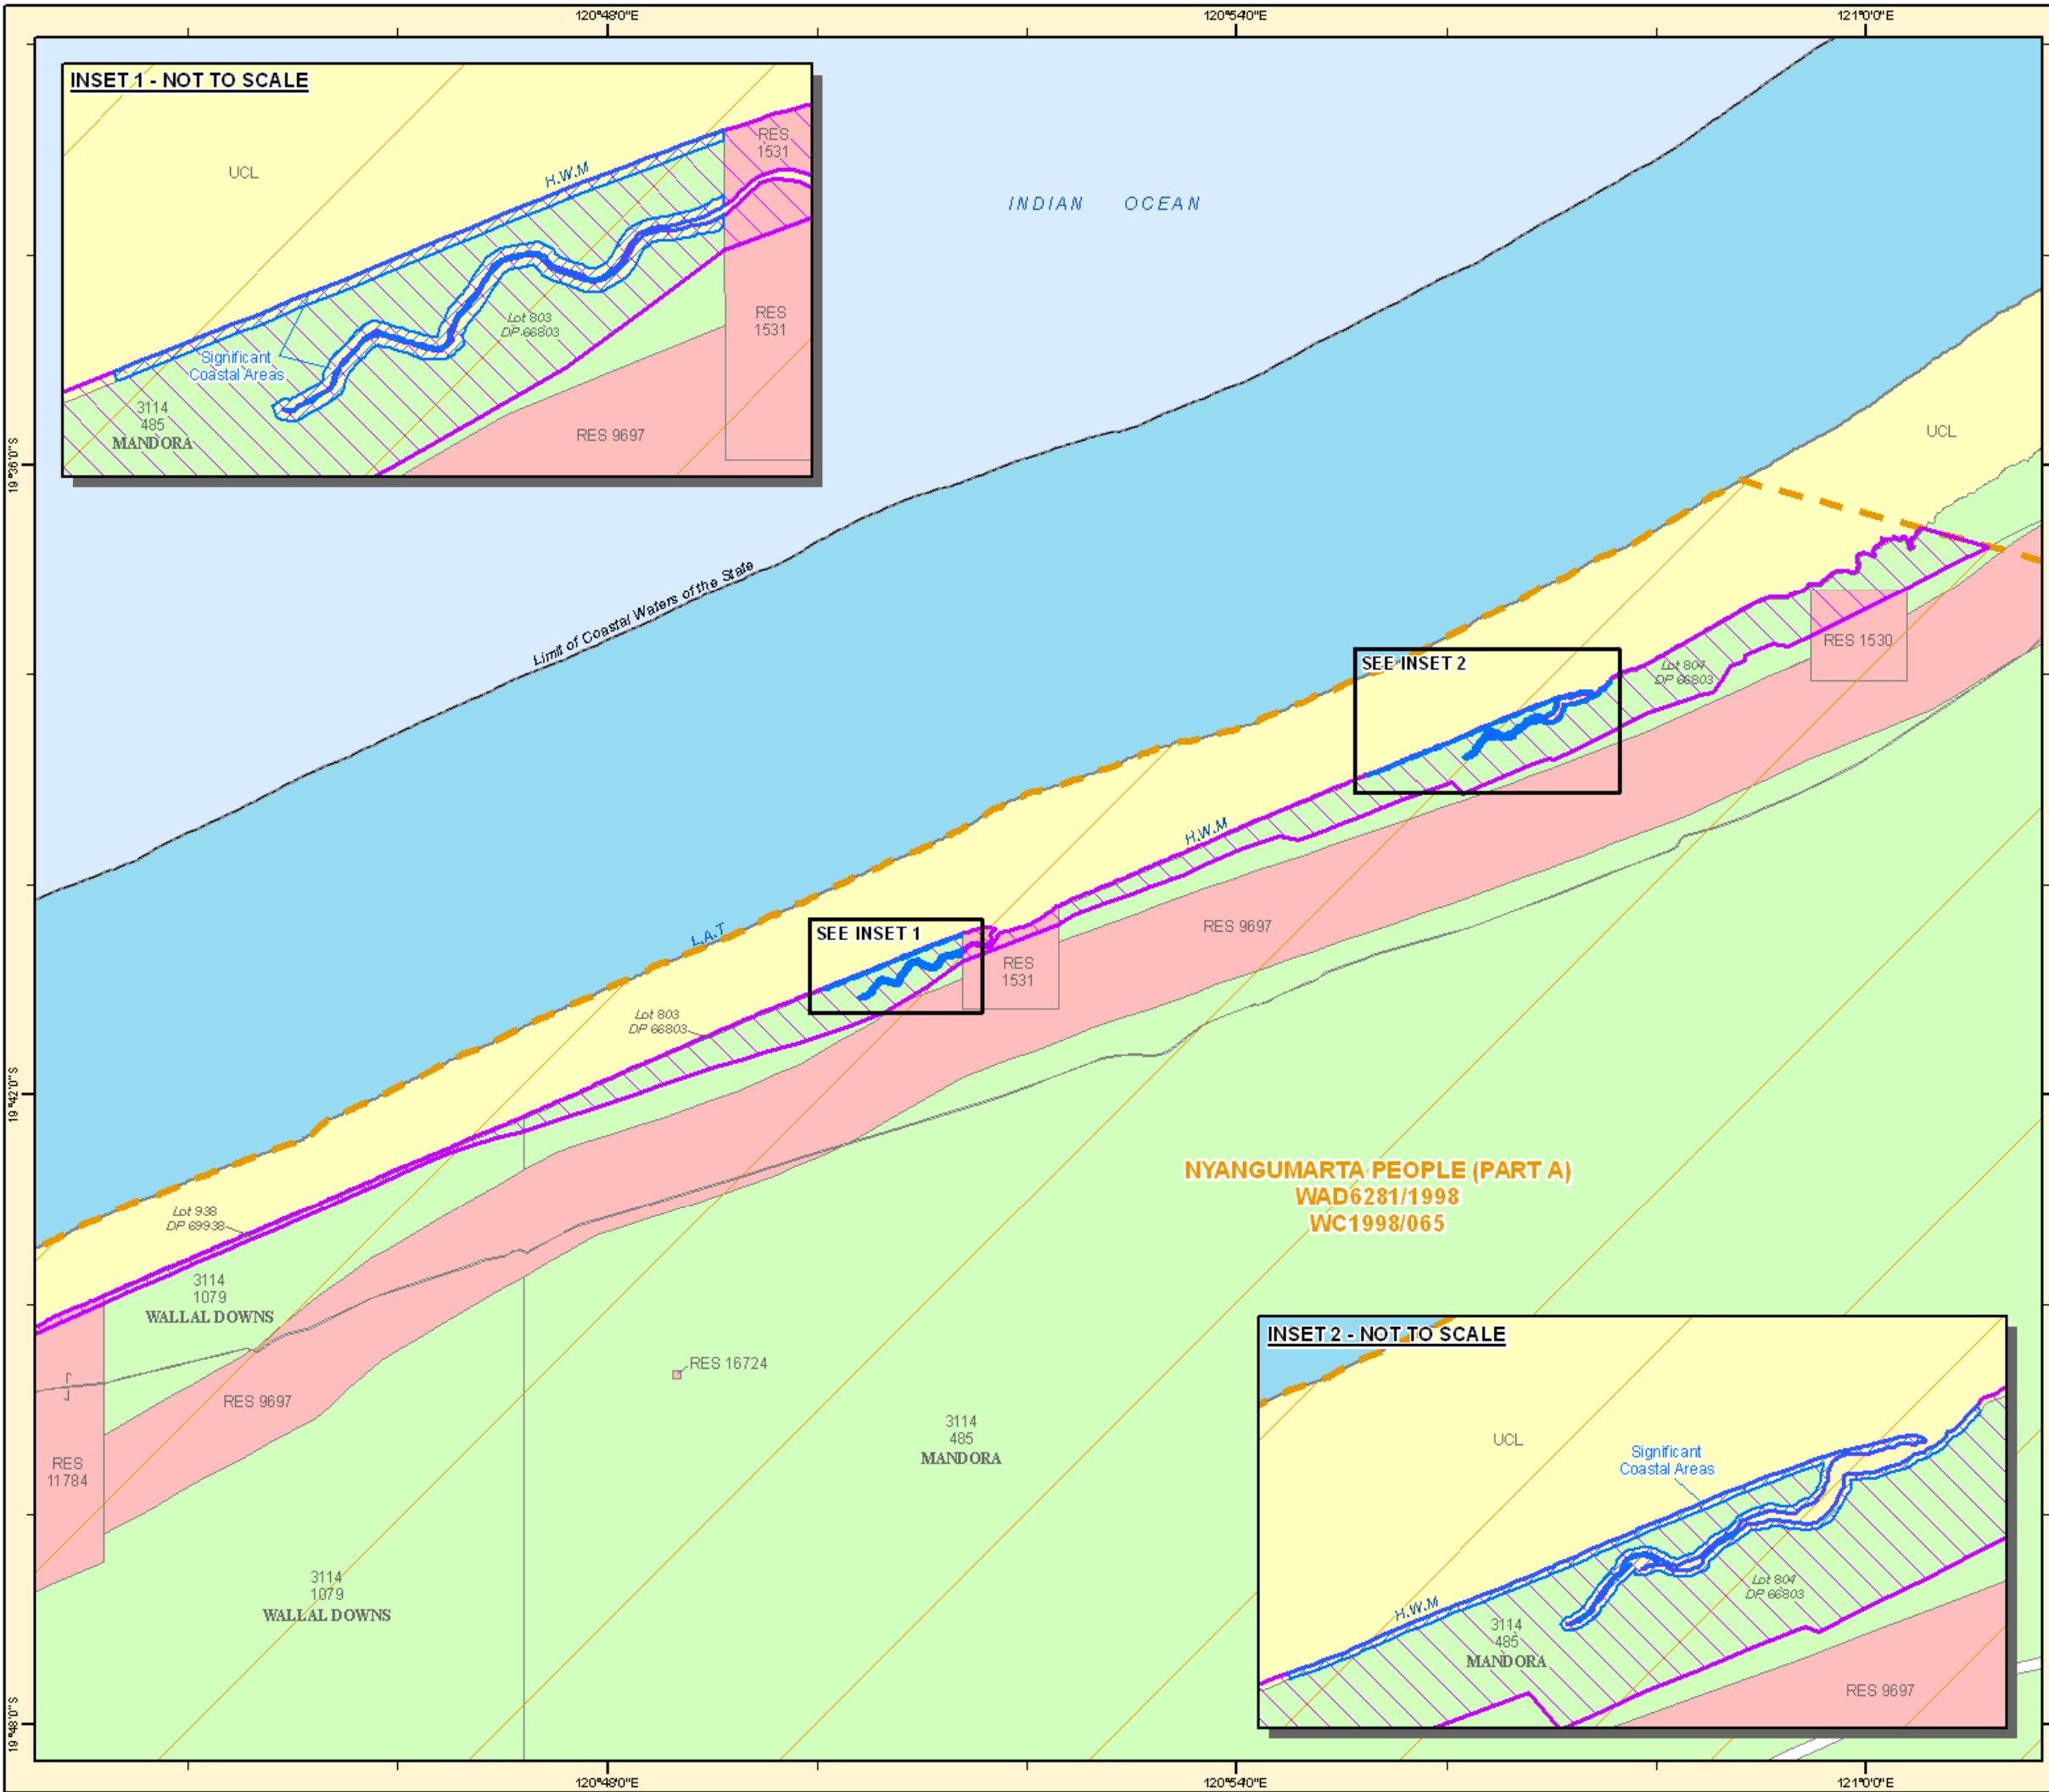 120°48'0"E
120°54'0"E
121°0'0"E
INSET 1 - NOT TO SCALE
UCL
H.W.M
RES
1531
Lot 803
DP 66803
Significant
Coastal Areas
RES
1531
3114
485
MANDORA
RES 9697
INDIAN OCEAN
19°36'0"S
UCL
Limit of Coastal Waters of the State
RES 1530
SEE INSET 2
Lot 804
DP 66803
H.W.M
L.A.T
SEE INSET 1
RES 9697
RES
1531
Lot 803
DP 66803
19°42'0"S
NYANGUMARTA PEOPLE (PART A)
WAD6281/1998
WC1998/065
Lot 938
DP 69938
3114
1079
WALLAL DOWNS
RES 16724
RES 9697
3114
485
MANDORA
RES
11784
3114
1079
WALLAL DOWNS
INSET 2 - NOT TO SCALE
UCL
Significant
Coastal Areas
Lot 804
DP 66803
H.W.M
3114
485
MANDORA
RES 9697
19°48'0"S
120°48'0"E
120°54'0"E
121°0'0"E